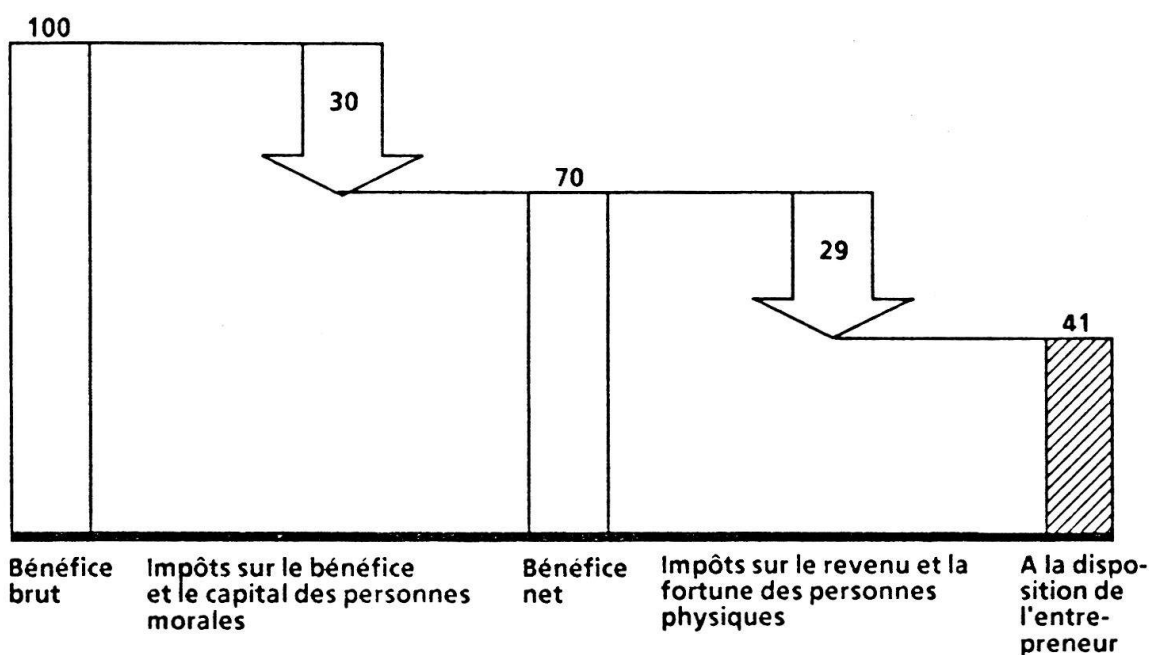 100
30
70
29
41
Bénéfice
brut
Impôts sur le bénéfice
et le capital des personnes
morales
Bénéfice
net
Impôts sur le revenu et la
fortune des personnes
physiques
A la dispo-
sition de
l'entre-
preneur